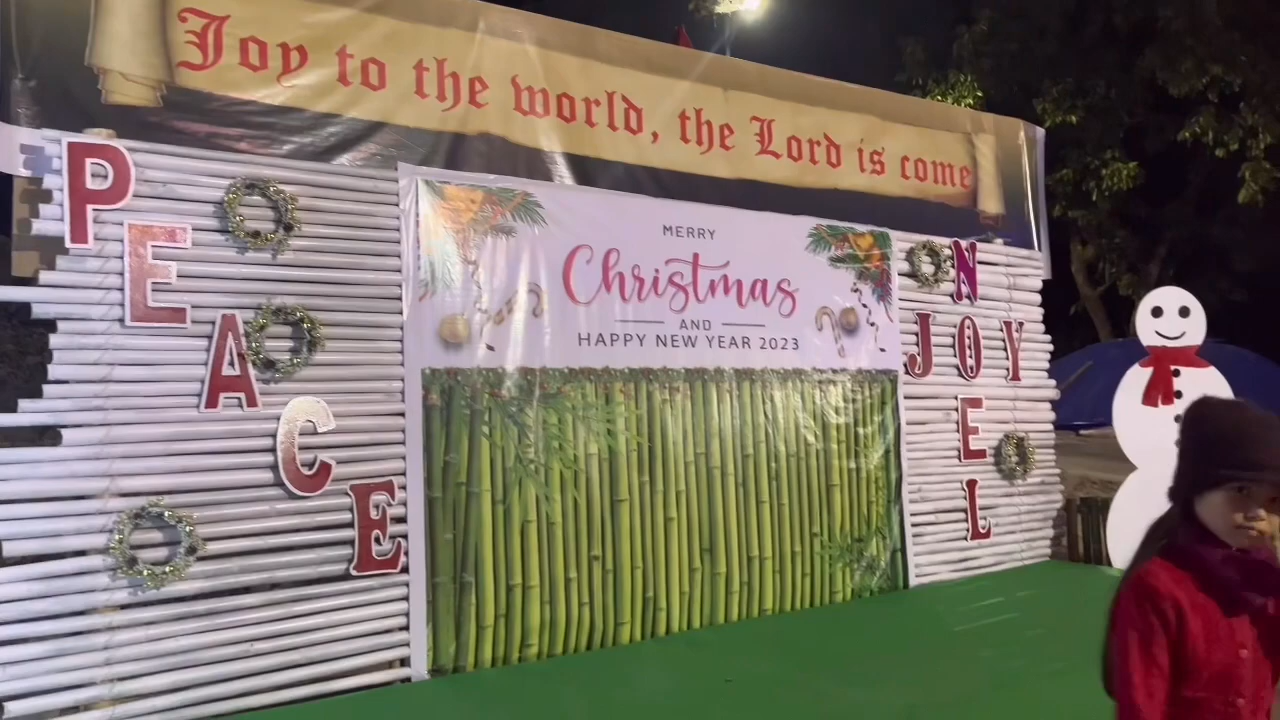 Joy to the world, the Lord is come
PEACE
MERRY
Christmas
AND
HAPPY NEW YEAR 2023
NOEL
JOY